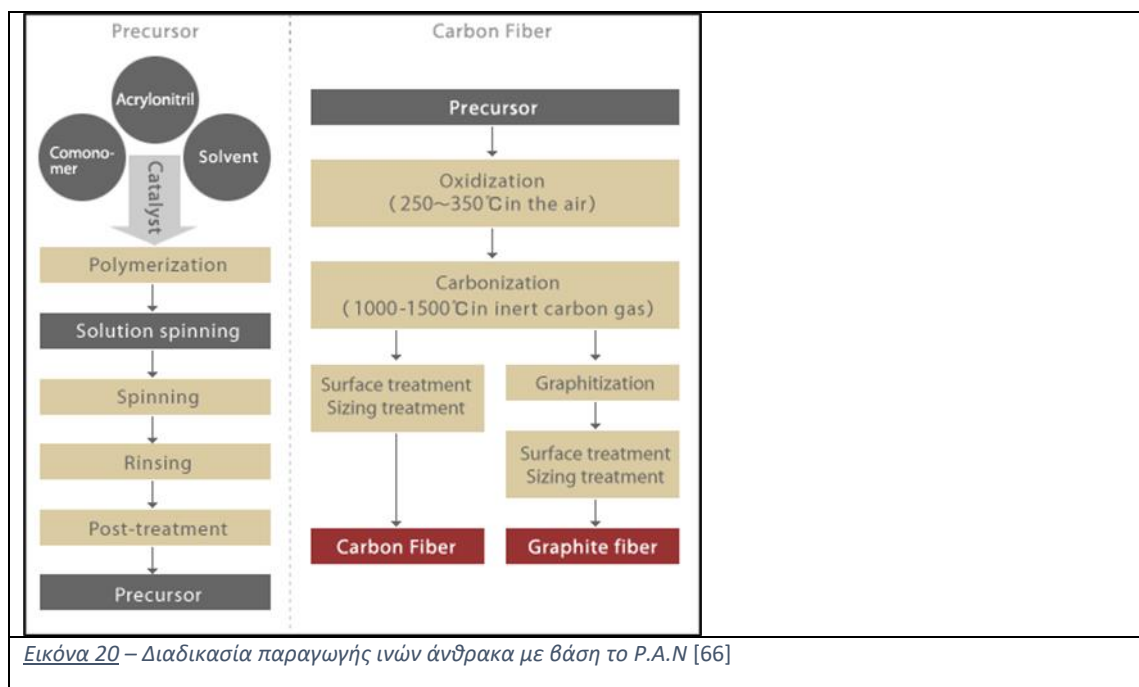 Precursor
Acrylonitril
Comono-
mer
Solvent
Catalyst
Polymerization
Solution spinning
Spinning
Rinsing
Post-treatment
Precursor
Carbon Fiber
Precursor
Oxidization
(250~350℃in the air)
Carbonization
(1000-1500℃in inert carbon gas)
Surface treatment
Sizing treatment
Carbon Fiber
Graphitization
Surface treatment
Sizing treatment
Graphite fiber
Εικόνα 20 – Διαδικασία παραγωγής ινών άνθρακα με βάση το P.A.N [66]